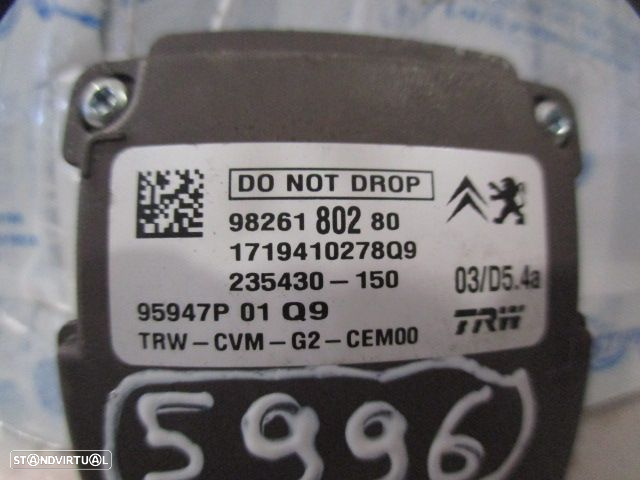 DO NOT DROP
98261 802 80
1719410278Q9
235430-150
03/D5.4a
95947P 01 Q9
TRW
TRW-CVM-G2-CEM00
5996
STANDVIRTUAL